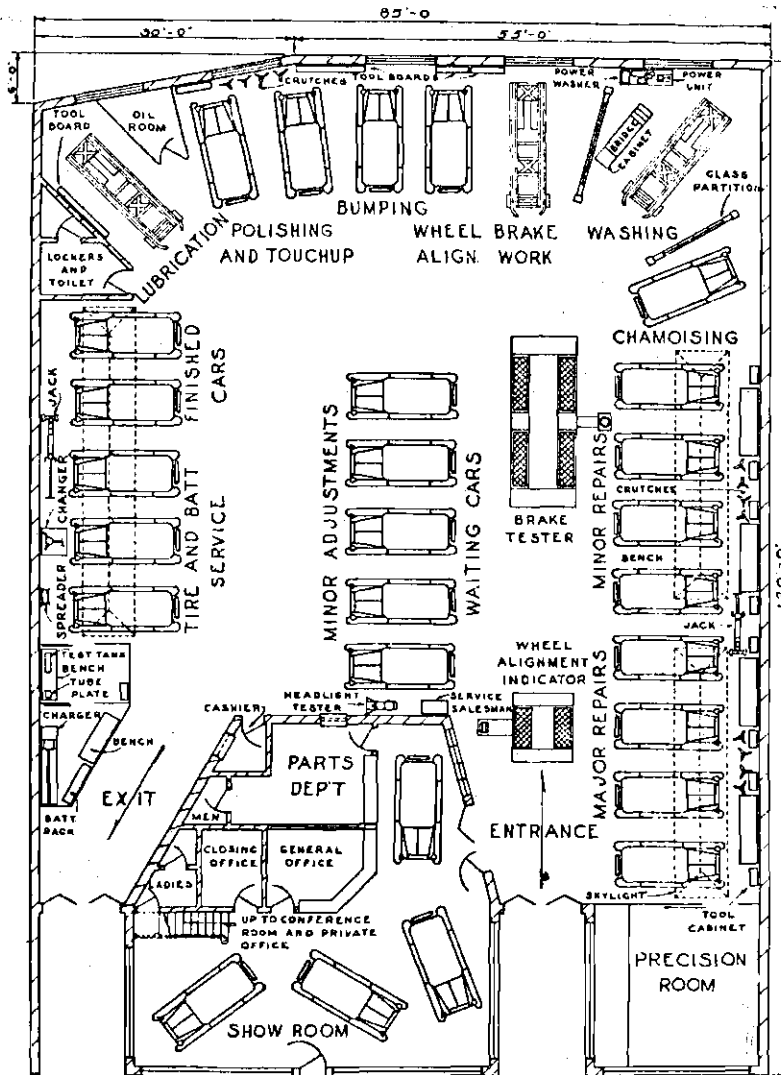 85'-0
30'-0"
55'-0"
CRUTCHES
TOOL BOARDS
POWER
WASHER
POWER
UNIT
TOOL
BOARD
OIL
ROOM
BRIDGE
CABINET
GLASS
PARTITION
LUBRICATION
POLISHING
AND TOUCHUP
BUMPING
WHEEL
ALIGN.
BRAKE
WORK
WASHING
LOCKERS
AND
TOILET
CHAMOISING
FINISHED
CARS
JACK
CHANGER
SPREADER
TIRE AND BATT
SERVICE
MINOR ADJUSTMENTS
WAITING CARS
BRAKE
TESTER
MINOR REPAIRS
CRUTCHES
BENCH
JACK
TEST TANK
BENCH
TUBE
PLATE
CHARGER
BENCH
BATT
RACK
EXIT
CASHIER
HEADLIGHT
TESTER
SERVICE
SALESMAN
WHEEL
ALIGNMENT
INDICATOR
MAJOR REPAIRS
PARTS
DEP'T
MEN
LADIES
CLOSING
OFFICE
GENERAL
OFFICE
ENTRANCE
SKYLIGHT
TOOL
CABINET
UP TO CONFERENCE
ROOM AND PRIVATE
OFFICE
PRECISION
ROOM
SHOW ROOM